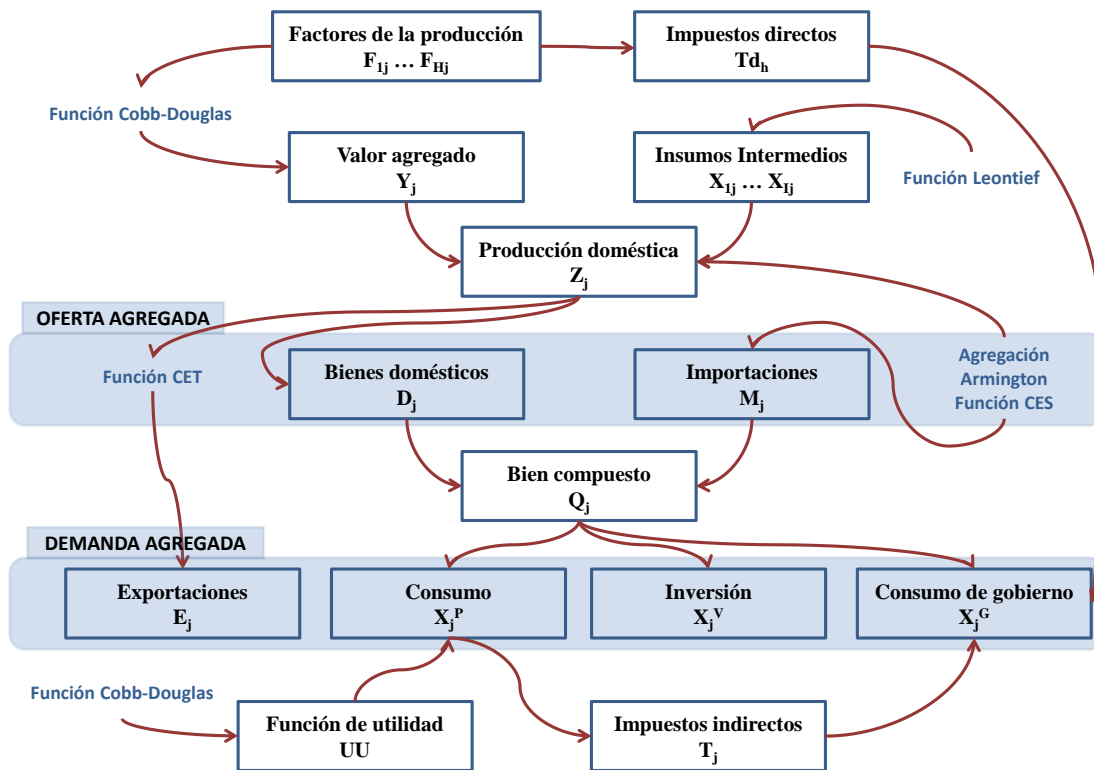 Factores de la producción
F1j … FHj
Impuestos directos
Tdh
Función Cobb-Douglas
Valor agregado
Yj
Insumos Intermedios
X1j … XIj
Función Leontief
Producción doméstica
Zj
OFERTA AGREGADA
Función CET
Bienes domésticos
Dj
Importaciones
Mj
Agregación
Armington
Función CES
Bien compuesto
Qj
DEMANDA AGREGADA
Exportaciones
Ej
Consumo
XjP
Inversión
XjV
Consumo de gobierno
XjG
Función Cobb-Douglas
Función de utilidad
UU
Impuestos indirectos
Tj